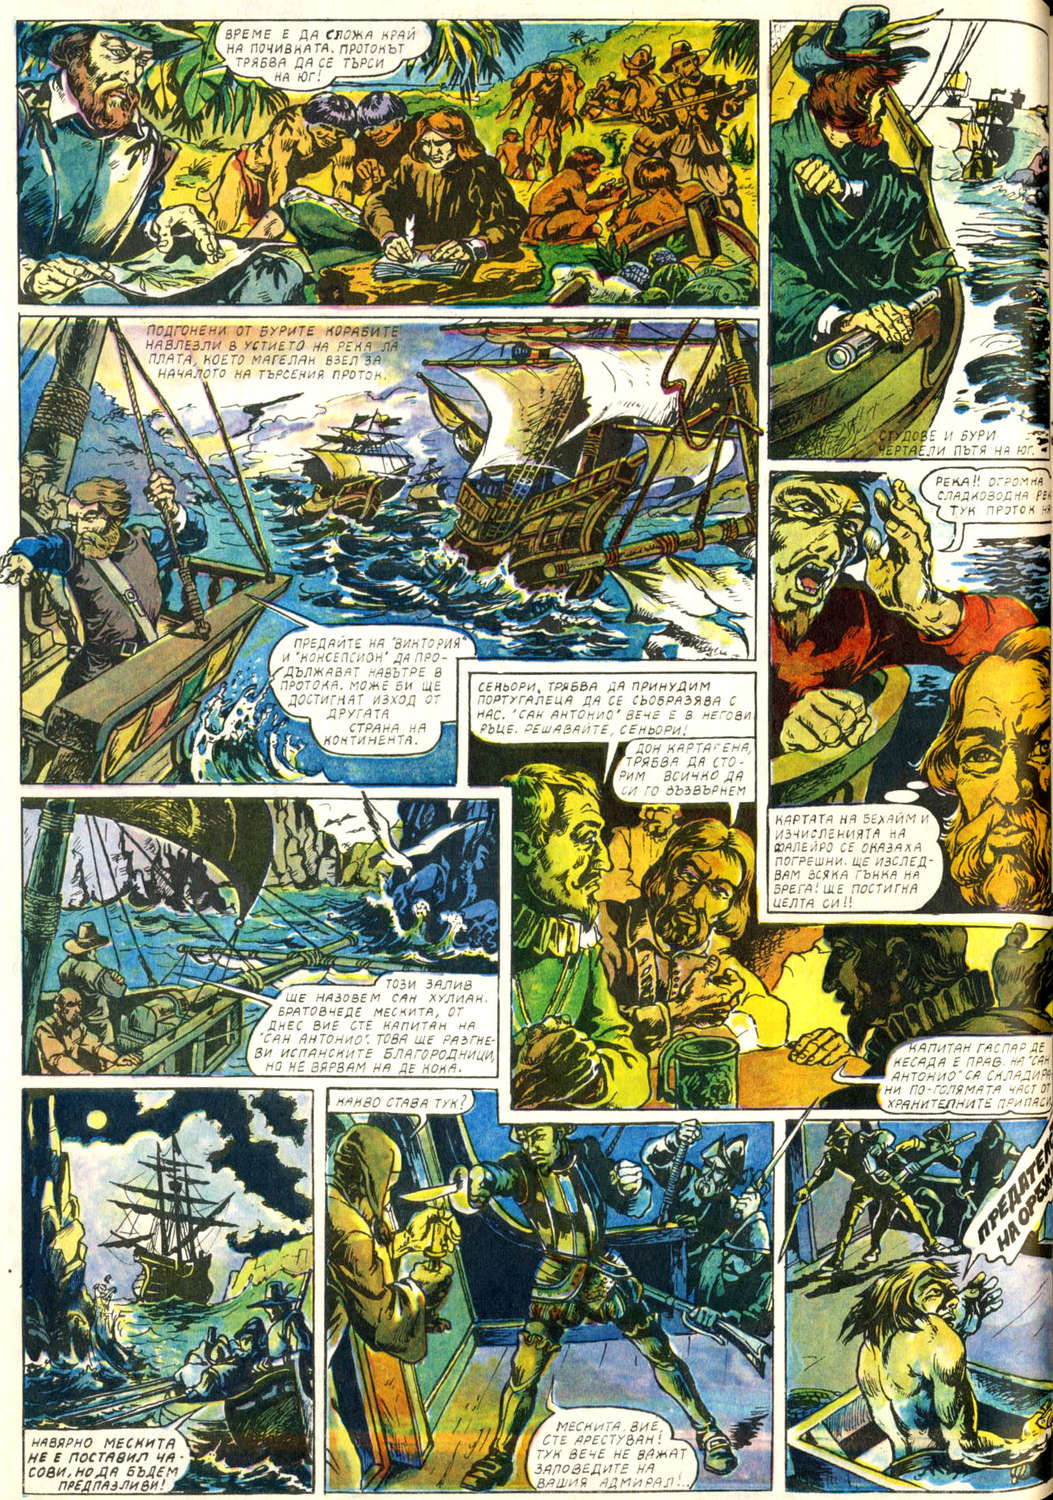 ВРЕМЕ Е ДА СЛОЖА КРАЙ
НА ПОЧИВКАТА. ПРОТОКЪТ
ТРЯБВА ДА СЕ ТЪРСИ
НА ЮГ!
СТУДОВЕ И БУРИ
ЧЕРТАЕЛИ ПЪТЯ НА ЮГ.
ПОДГОНЕНИ ОТ БУРИТЕ КОРАБИТЕ
НАВЛЕЗЛИ В УСТИЕТО НА РЕКА ЛА
ПЛАТА, КОЕТО МАГЕЛАН ВЗЕЛ ЗА
НАЧАЛОТО НА ТЪРСЕНИЯ ПРОТОК.
ПРЕДАЙТЕ НА "ВИКТОРИЯ"
И "КОНСЕПСИОН" ДА ПРО-
ДЪЛЖАВАТ НАВЪТРЕ В
ПРОТОКА. МОЖЕ БИ ЩЕ
ДОСТИГНАТ ИЗХОД ОТ
ДРУГАТА
СТРАНА НА
КОНТИНЕНТА.
РЕКА!! ОГРОМНА
СЛАДКОВОДНА
ТУК ПРОТОК
КАРТАТА НА БЕХАЙМ И
ИЗЧИСЛЕНИЯТА НА
ФАЛЕЙРО СЕ ОКАЗАХА
ПОГРЕШНИ. ЩЕ ИЗСЛЕД-
ВАМ ВСЯКА ГЪНКА НА
БРЕГА! ЩЕ ПОСТИГНА
ЦЕЛТА СИ!!
ТОЗИ ЗАЛИВ
ЩЕ НАЗОВЕМ САН ХУЛИАН.
БРАТОВЧЕДЕ МЕСКИТА, ОТ
ДНЕС ВИЕ СТЕ КАПИТАН НА
"САН АНТОНИО". ТОВА ЩЕ РАЗГНЕ-
ВИ ИСПАНСКИТЕ БЛАГОРОДНИЦИ,
НО НЕ ВЯРВАМ НА ДЕ КОКА.
СЕНЬОРИ, ТРЯБВА ДА ПРИНУДИМ
ПОРТУГАЛЕЦА ДА СЕ СЪОБРАЗЯВА С
НАС. "САН АНТОНИО" ВЕЧЕ Е В НЕГОВИ
РЪЦЕ. РЕШАВАЙТЕ, СЕНЬОРИ!
ДОН КАРТАГЕНА,
ТРЯБВА ДА СТО-
РИМ ВСИЧКО ДА
СИ ГО ВЪЗВЪРНЕМ
КАПИТАН ГАСПАР ДЕ
КЕСАДА Е ПРАВ. НА "САН
АНТОНИО" СА СКЛАДИРА-
НИ ПО-ГОЛЯМАТА ЧАСТ ОТ
ХРАНИТЕЛНИТЕ ПРИПАСИ
НАВЯРНО МЕСКИТА
НЕ Е ПОСТАВИЛ ЧА-
СОВИ, НО ДА БЪДЕМ
ПРЕДПАЗЛИВИ!
КАКВО СТАВА ТУК?
МЕСКИТА, ВИЕ
СТЕ АРЕСТУВАН!
ТУК ВЕЧЕ НЕ ВАЖАТ
ЗАПОВЕДИТЕ НА
ВАШИЯ АДМИРАЛ!..
ПРЕДАТЕЛ
НА ОРЪЖ